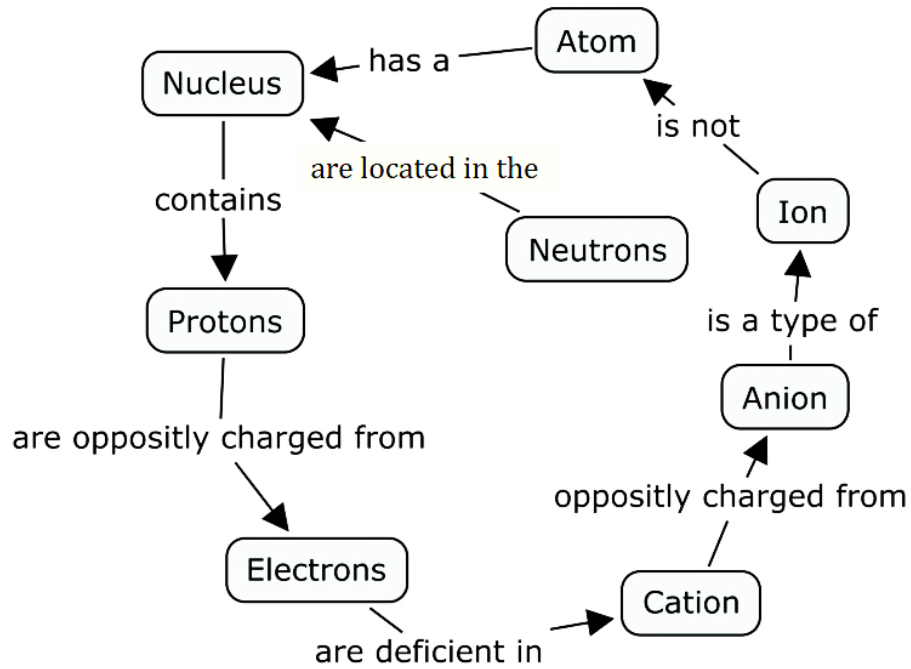 Atom
has a
Nucleus
is not
are located in the
contains
Ion
Neutrons
Protons
is a type of
Anion
are oppositly charged from
oppositly charged from
Electrons
Cation
are deficient in